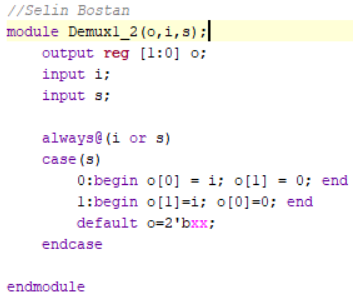 //Selin Bostan
module Demux1_2(o,i,s);
output reg [1:0] o;
input i;
input s;
always@(i or s)
case(s)
0:begin o[0] = i; o[1] = 0; end
1:begin o[1]=i; o[0]=0; end
default o=2'bxx;
endcase
endmodule